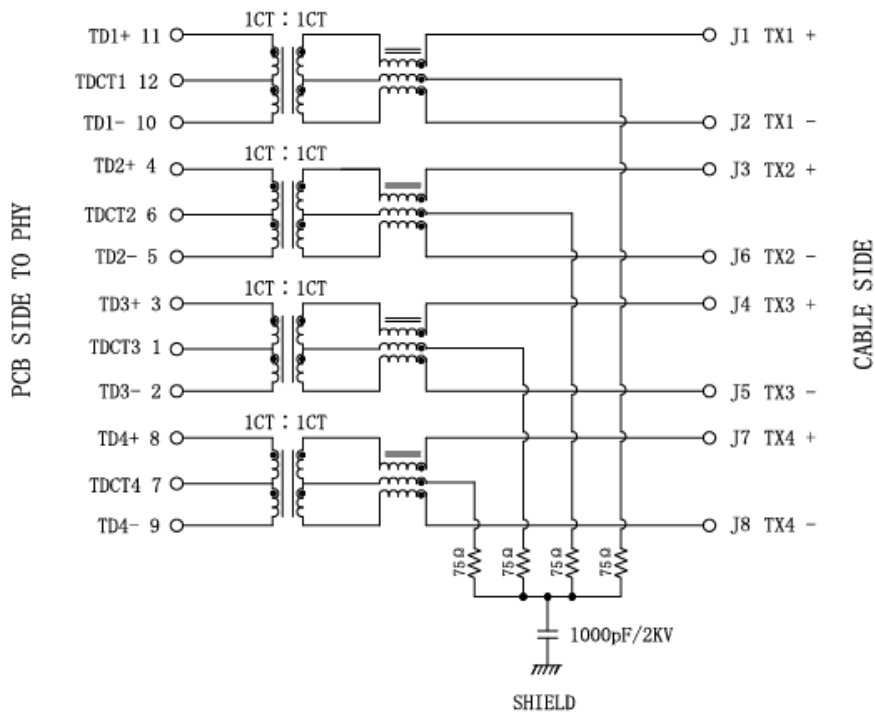 1CT : 1CT
TD1+ 11
J1 TX1 +
TDCT1 12
TD1- 10
J2 TX1 -
1CT : 1CT
TD2+ 4
J3 TX2 +
TDCT2 6
TD2- 5
J6 TX2 -
1CT : 1CT
TD3+ 3
J4 TX3 +
TDCT3 1
TD3- 2
J5 TX3 -
1CT : 1CT
TD4+ 8
J7 TX4 +
TDCT4 7
TD4- 9
J8 TX4 -
PCB SIDE TO PHY
CABLE SIDE
75Ω
75Ω
75Ω
75Ω
1000pF/2KV
SHIELD